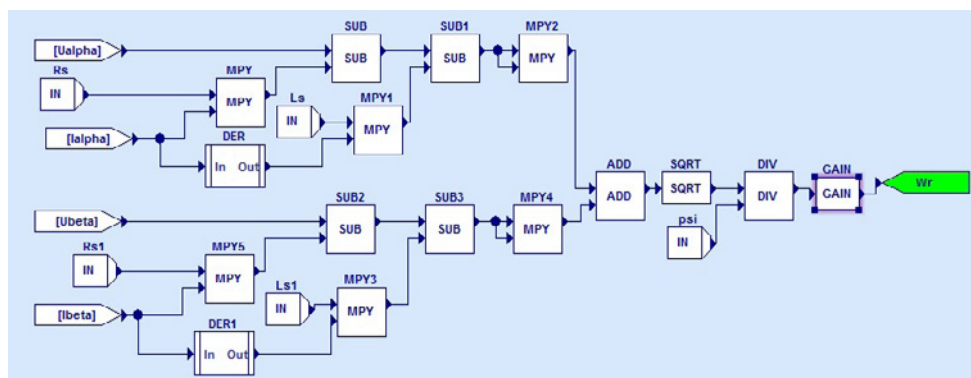 SUB
SUB1
MPY2
[Ualpha]
SUB
SUB
MPY
Rs
MPY
IN
MPY
Ls
MPY1
IN
MPY
[Ialpha]
DER
In Out
ADD
SQRT
DIV
GAIN
ADD
SQRT
DIV
GAIN
Wr
SUB2
SUB3
MPY4
[Ubeta]
SUB
SUB
MPY
psi
IN
Rs1
MPY5
IN
MPY
Ls1
MPY3
IN
MPY
[Ibeta]
DER1
In Out